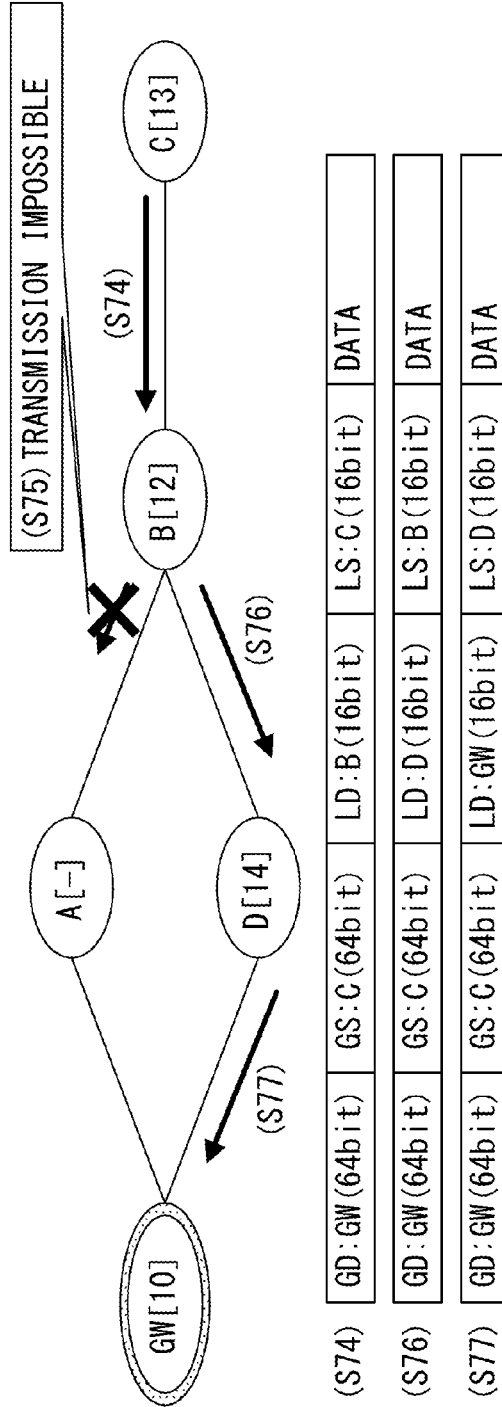 (S75) TRANSMISSION IMPOSSIBLE
C[13]
(S74)
B[12]
A[-]
(S76)
D[14]
(S77)
GW[10]
(S74) GD:GW(64bit) GS:C(64bit) LD:B(16bit) LS:C(16bit) DATA
(S76) GD:GW(64bit) GS:C(64bit) LD:D(16bit) LS:B(16bit) DATA
(S77) GD:GW(64bit) GS:C(64bit) LD:GW(16bit) LS:D(16bit) DATA